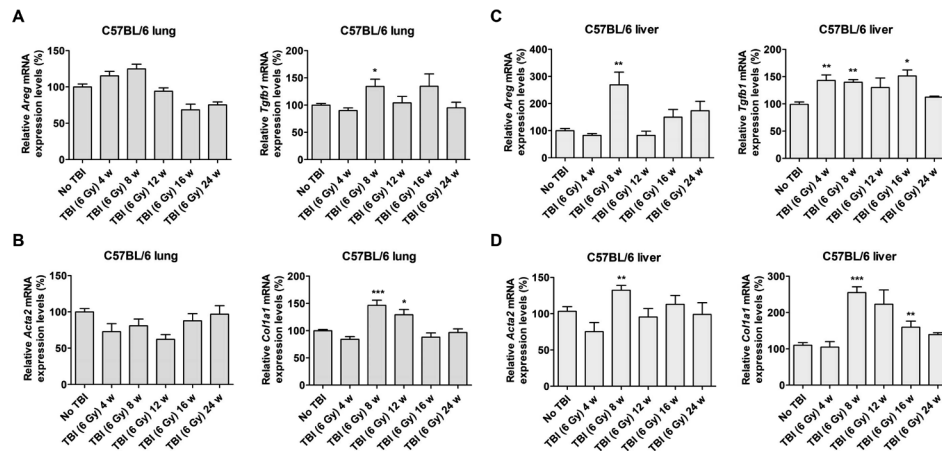 A
C57BL/6 lung
Relative Areg mRNA
expression levels (%)
150
100
50
0
No TBI
TBI (6 Gy) 4 w
TBI (6 Gy) 8 w
TBI (6 Gy) 12 w
TBI (6 Gy) 16 w
TBI (6 Gy) 24 w
C57BL/6 lung
Relative Tgfb1 mRNA
expression levels (%)
200
150
100
50
0
*
No TBI
TBI (6 Gy) 4 w
TBI (6 Gy) 8 w
TBI (6 Gy) 12 w
TBI (6 Gy) 16 w
TBI (6 Gy) 24 w
C
C57BL/6 liver
Relative Areg mRNA
expression levels (%)
400
300
200
100
0
**
No TBI
TBI (6 Gy) 4 w
TBI (6 Gy) 8 w
TBI (6 Gy) 12 w
TBI (6 Gy) 16 w
TBI (6 Gy) 24 w
C57BL/6 liver
Relative Tgfb1 mRNA
expression levels (%)
200
150
100
50
0
**
**
*
No TBI
TBI (6 Gy) 4 w
TBI (6 Gy) 8 w
TBI (6 Gy) 12 w
TBI (6 Gy) 16 w
TBI (6 Gy) 24 w
B
C57BL/6 lung
Relative Acta2 mRNA
expression levels (%)
150
100
50
0
No TBI
TBI (6 Gy) 4 w
TBI (6 Gy) 8 w
TBI (6 Gy) 12 w
TBI (6 Gy) 16 w
TBI (6 Gy) 24 w
C57BL/6 lung
Relative Col1a1 mRNA
expression levels (%)
200
150
100
50
0
***
*
No TBI
TBI (6 Gy) 4 w
TBI (6 Gy) 8 w
TBI (6 Gy) 12 w
TBI (6 Gy) 16 w
TBI (6 Gy) 24 w
D
C57BL/6 liver
Relative Acta2 mRNA
expression levels (%)
150
100
50
0
**
No TBI
TBI (6 Gy) 4 w
TBI (6 Gy) 8 w
TBI (6 Gy) 12 w
TBI (6 Gy) 16 w
TBI (6 Gy) 24 w
C57BL/6 liver
Relative Col1a1 mRNA
expression levels (%)
300
200
100
0
***
**
No TBI
TBI (6 Gy) 4 w
TBI (6 Gy) 8 w
TBI (6 Gy) 12 w
TBI (6 Gy) 16 w
TBI (6 Gy) 24 w